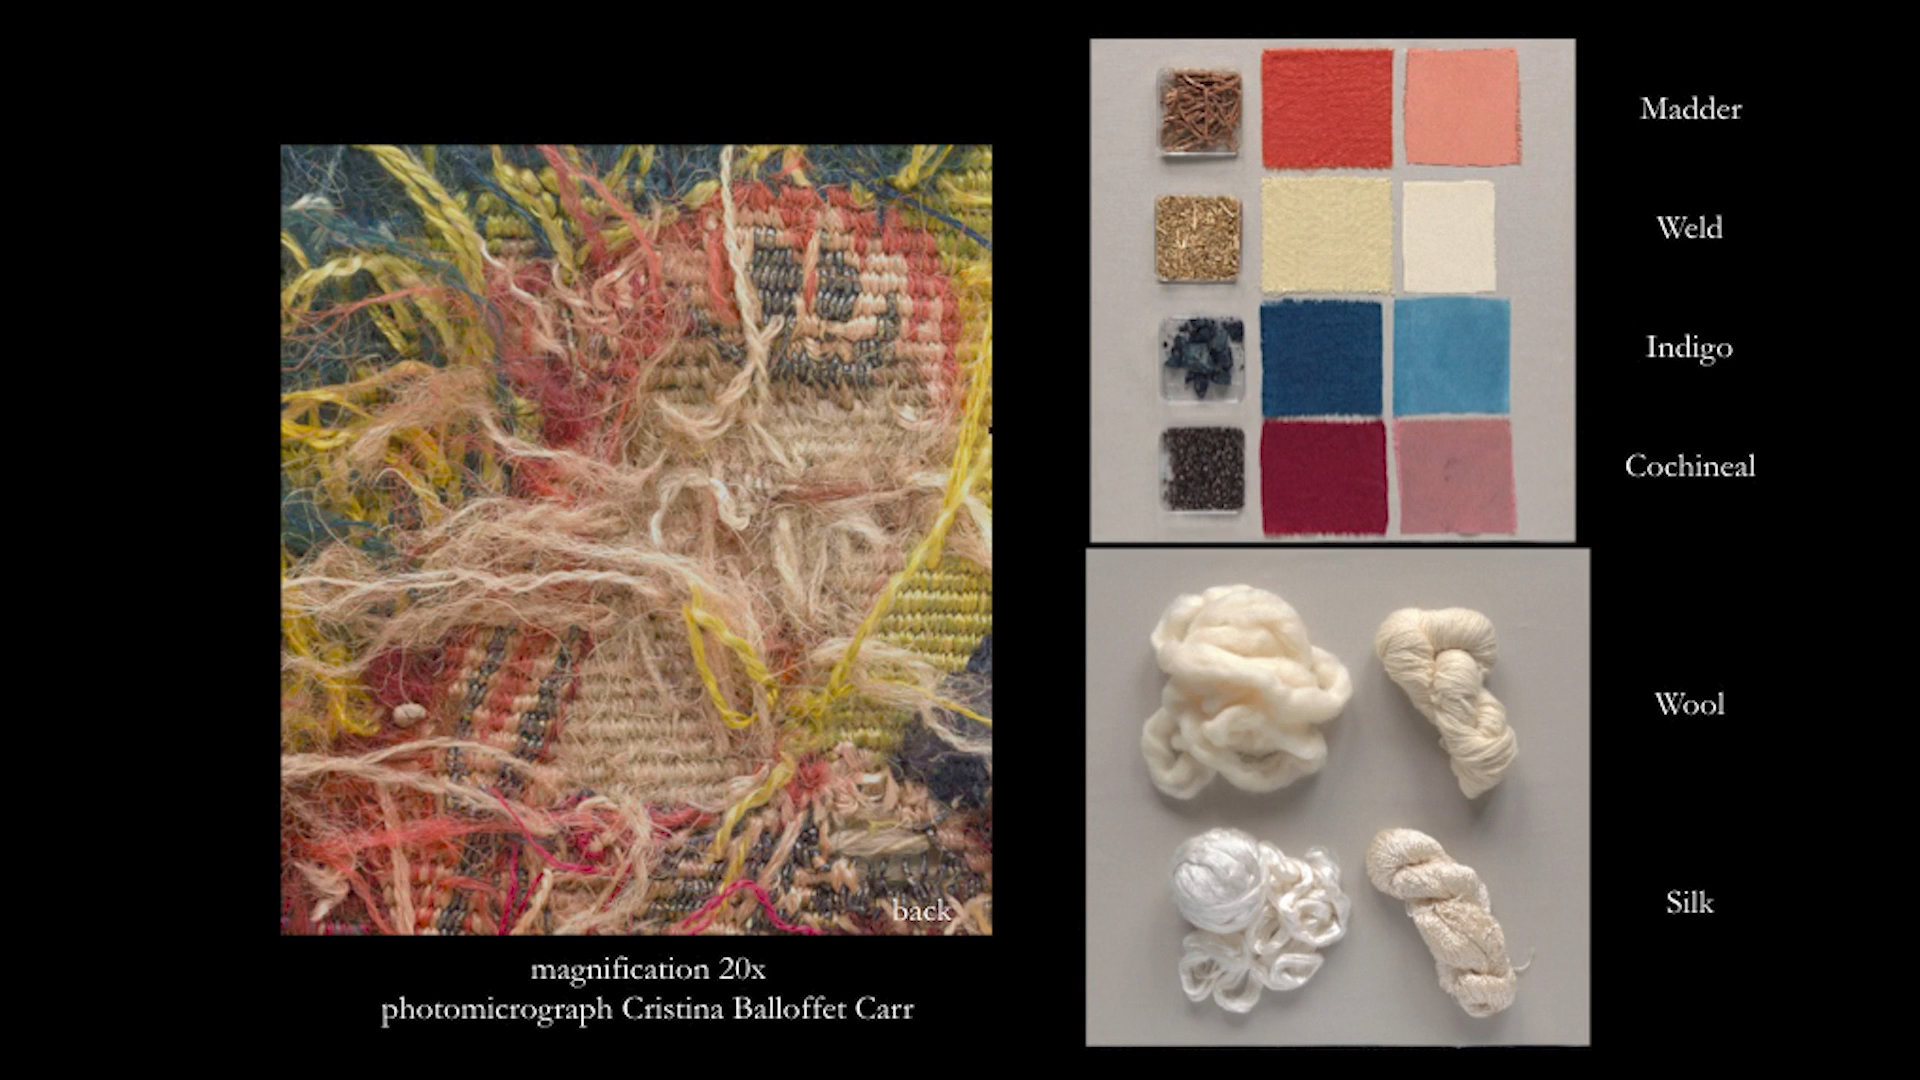 back
magnification 20x
photomicrograph Cristina Balloffet Carr
Madder
Weld
Indigo
Cochineal
Wool
Silk